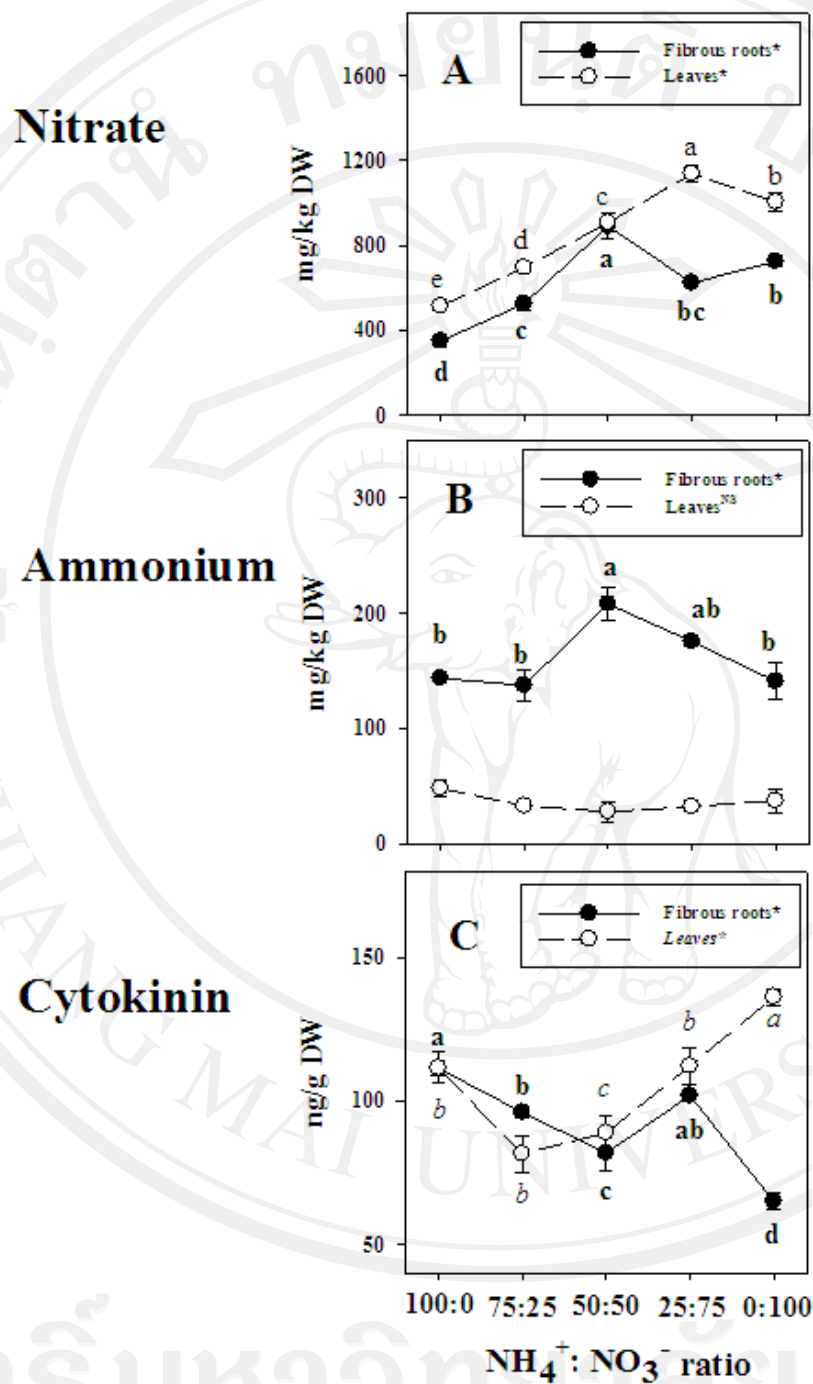 Nitrate
A
Fibrous roots*
Leaves*
mg/kg DW
1600
1200
800
400
0
a
b
c
d
e
a
bc
b
c
d
Ammonium
B
Fibrous roots*
Leaves^NS
mg/kg DW
300
200
100
0
b
b
a
ab
b
Cytokinin
C
Fibrous roots*
Leaves*
ng/g DW
150
100
50
a
b
b
b
c
c
b
ab
a
d
100:0 75:25 50:50 25:75 0:100
NH₄⁺: NO₃⁻ ratio